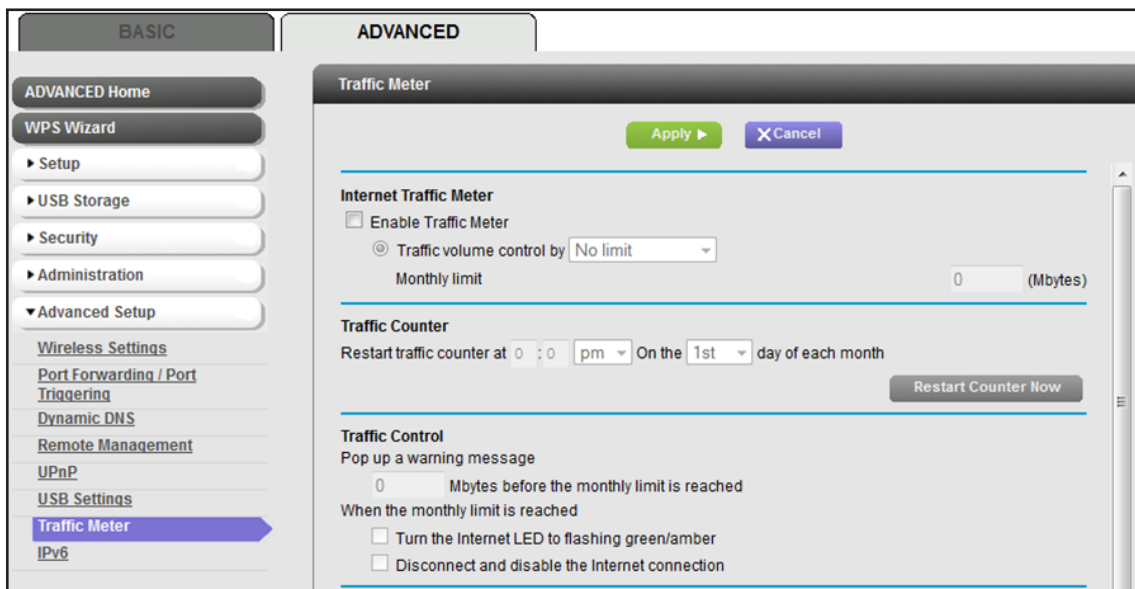 BASIC
ADVANCED
ADVANCED Home
WPS Wizard
Setup
USB Storage
Security
Administration
Advanced Setup
Wireless Settings
Port Forwarding / Port
Triggering
Dynamic DNS
Remote Management
UPnP
USB Settings
Traffic Meter
IPv6
Traffic Meter
Apply
Cancel
Internet Traffic Meter
Enable Traffic Meter
Traffic volume control by No limit
Monthly limit 0 (Mbytes)
Traffic Counter
Restart traffic counter at 0 : 0 pm On the 1st day of each month
Restart Counter Now
Traffic Control
Pop up a warning message
0 Mbytes before the monthly limit is reached
When the monthly limit is reached
Turn the Internet LED to flashing green/amber
Disconnect and disable the Internet connection